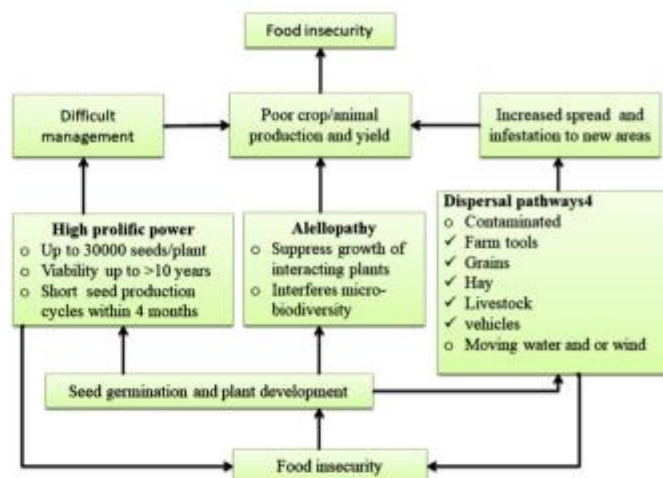 Food insecurity
Difficult
management
Poor crop/animal
production and yield
Increased spread and
infestation to new areas
High prolific power
o Up to 30000 seeds/plant
o Viability up to >10 years
o Short seed production
cycles within 4 months
Alellopathy
o Suppress growth of
interacting plants
o Interferes micro-
biodiversity
Dispersal pathways4
o Contaminated
✓ Farm tools
✓ Grains
✓ Hay
✓ Livestock
✓ vehicles
o Moving water and or wind
Seed germination and plant development
Food insecurity